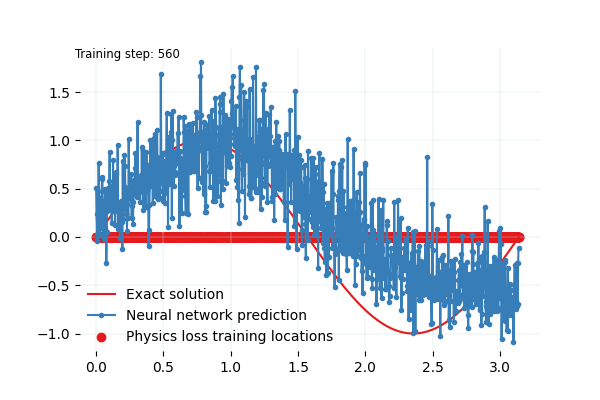 Training step: 560
1.5
1.0
0.5
0.0
−0.5
−1.0
Exact solution
Neural network prediction
Physics loss training locations
0.0 0.5 1.0 1.5 2.0 2.5 3.0